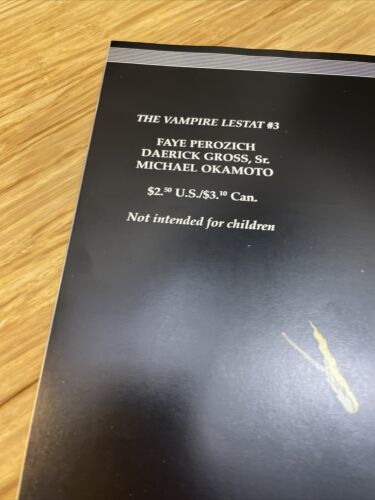 THE VAMPIRE LESTAT #3
FAYE PEROZICH
DAERICK GROSS, Sr.
MICHAEL OKAMOTO
$2.50 U.S./$3.10 Can.
Not intended for children